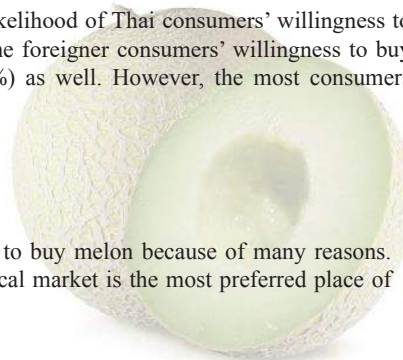 kelihood of Thai consumers' willingness to
ne foreigner consumers' willingness to buy
%) as well. However, the most consumer
to buy melon because of many reasons.
cal market is the most preferred place of